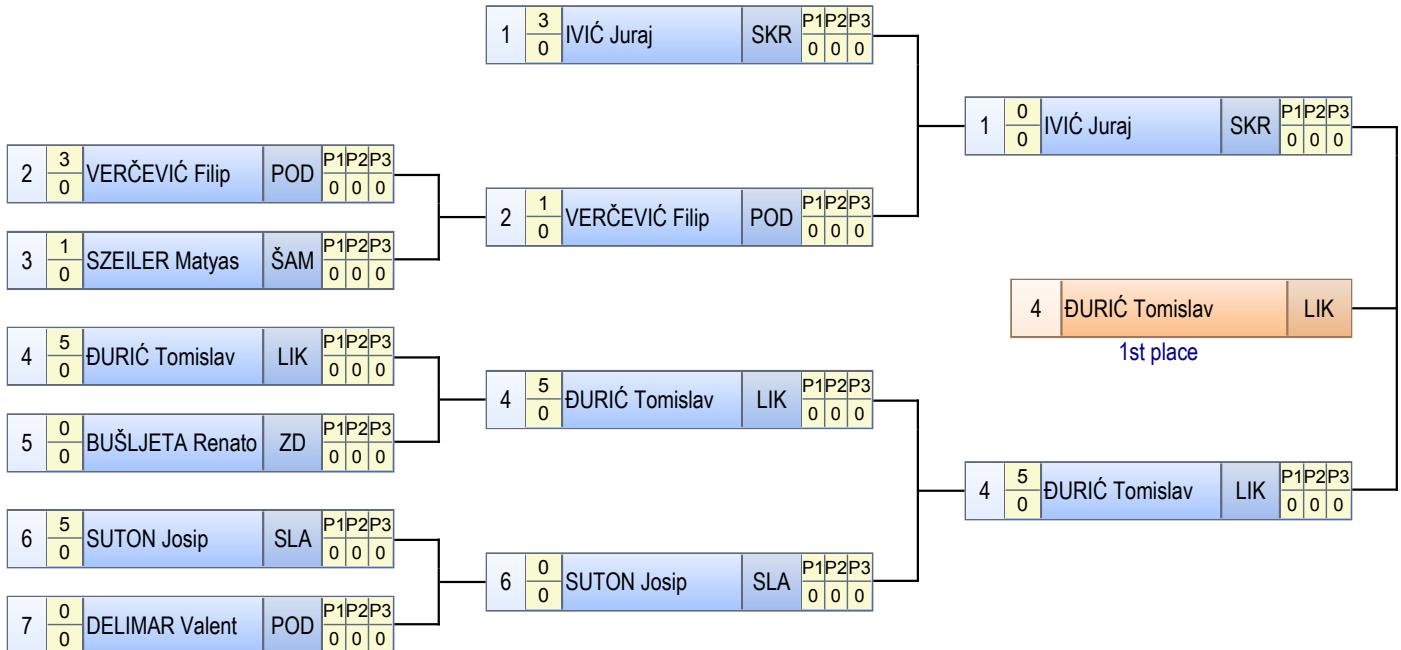 1 3 0 IVIĆ Juraj SKR P1 P2 P3 0 0 0
1 0 0 IVIĆ Juraj SKR P1 P2 P3 0 0 0
2 3 0 VERČEVIĆ Filip POD P1 P2 P3 0 0 0
2 1 0 VERČEVIĆ Filip POD P1 P2 P3 0 0 0
3 1 0 SZEILER Matyas ŠAM P1 P2 P3 0 0 0
4 ĐURIĆ Tomislav LIK
1st place
4 5 0 ĐURIĆ Tomislav LIK P1 P2 P3 0 0 0
4 5 0 ĐURIĆ Tomislav LIK P1 P2 P3 0 0 0
5 0 0 BUŠLJETA Renato ZD P1 P2 P3 0 0 0
4 5 0 ĐURIĆ Tomislav LIK P1 P2 P3 0 0 0
6 5 0 SUTON Josip SLA P1 P2 P3 0 0 0
6 0 0 SUTON Josip SLA P1 P2 P3 0 0 0
7 0 0 DELIMAR Valent POD P1 P2 P3 0 0 0